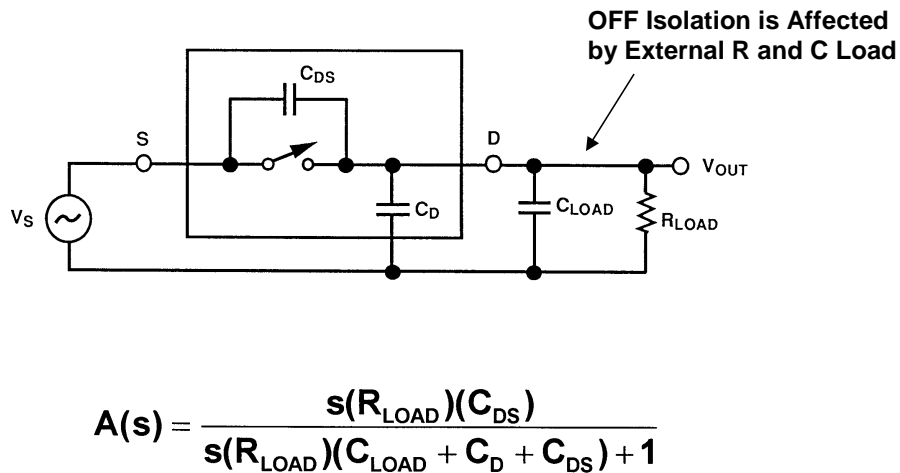 OFF Isolation is Affected
by External R and C Load
C_DS
S
D
V_OUT
V_S
C_D
C_LOAD
R_LOAD
A(s) = s(R_LOAD)(C_DS) / s(R_LOAD)(C_LOAD + C_D + C_DS) + 1